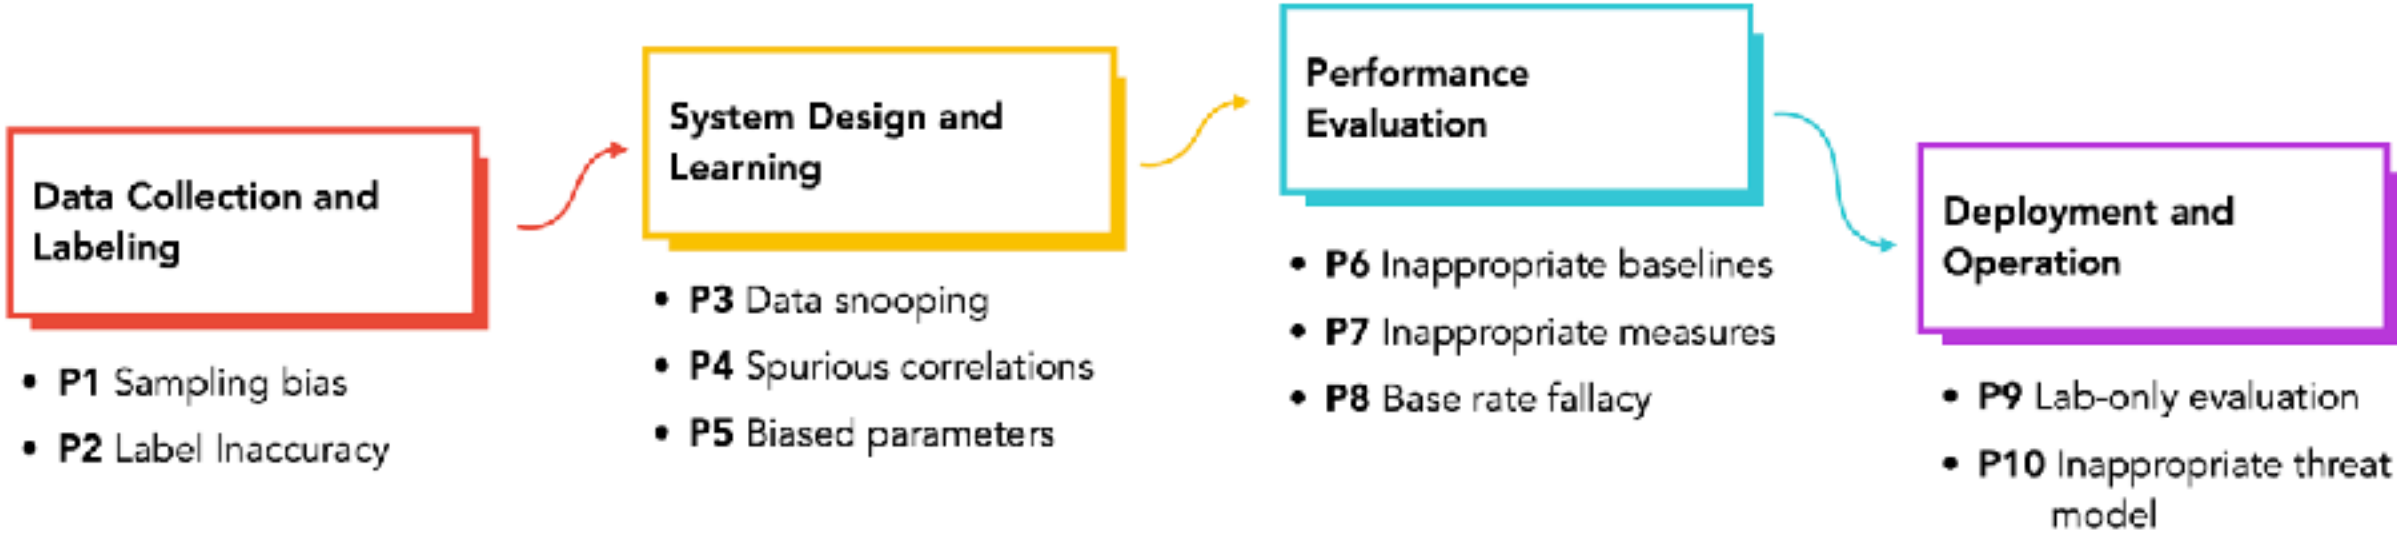 Data Collection and
Labeling
• P1 Sampling bias
• P2 Label Inaccuracy
System Design and
Learning
• P3 Data snooping
• P4 Spurious correlations
• P5 Biased parameters
Performance
Evaluation
• P6 Inappropriate baselines
• P7 Inappropriate measures
• P8 Base rate fallacy
Deployment and
Operation
• P9 Lab-only evaluation
• P10 Inappropriate threat
model